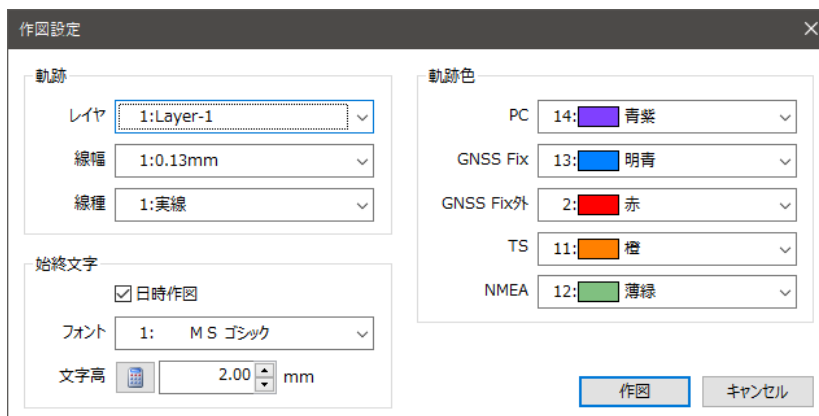 作図設定
軌跡
レイヤ 1:Layer-1
線幅 1:0.13mm
線種 1:実線
始終文字
日時作図
フォント 1: ＭＳ ゴシック
文字高 2.00 mm
軌跡色
PC 14: 青紫
GNSS Fix 13: 明青
GNSS Fix外 2: 赤
TS 11: 橙
NMEA 12: 薄緑
作図 キャンセル